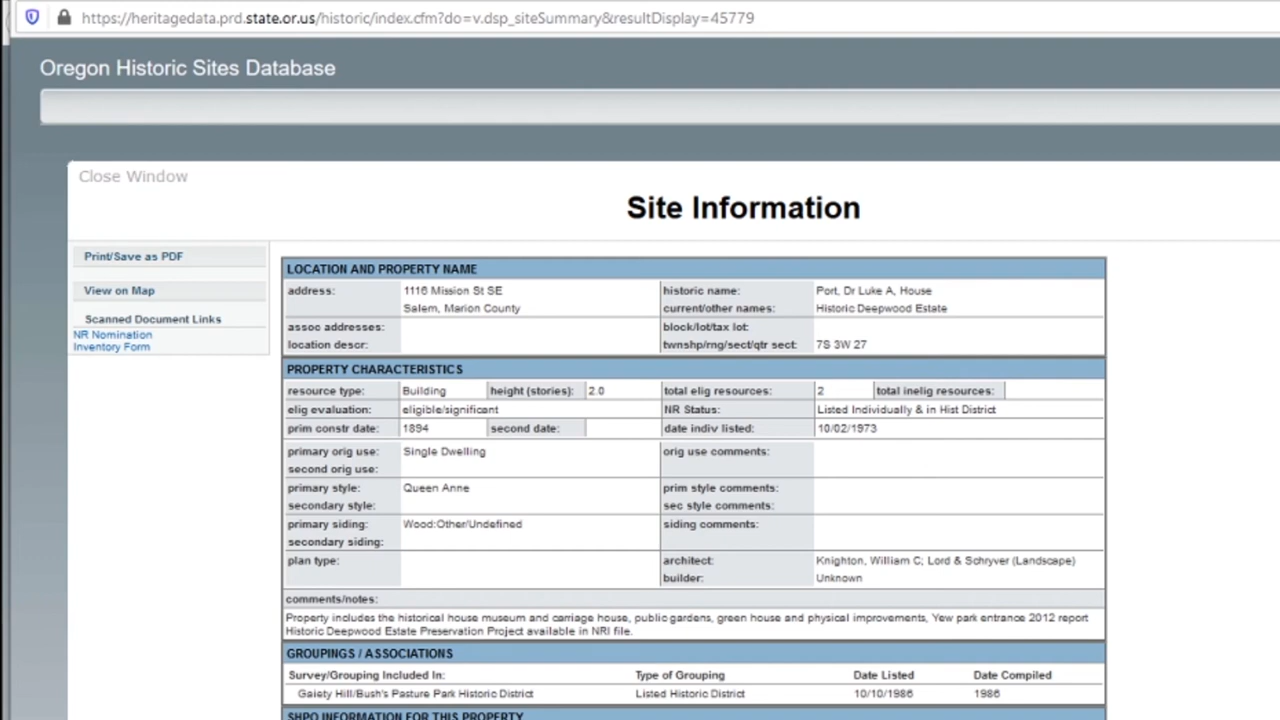 https://heritagedata.prd.state.or.us/historic/index.cfm?do=v.dsp_siteSummary&resultDisplay=45779
Oregon Historic Sites Database
Close Window
Site Information
Print/Save as PDF
View on Map
Scanned Document Links
NR Nomination
Inventory Form
LOCATION AND PROPERTY NAME
address: 1116 Mission St SE historic name: Port, Dr Luke A, House
Salem, Marion County current/other names: Historic Deepwood Estate
assoc addresses: block/lot/tax lot:
location descr: twnshp/rng/sect/qtr sect: 7S 3W 27
PROPERTY CHARACTERISTICS
resource type: Building height (stories): 2.0 total elig resources: 2 total inelig resources:
elig evaluation: eligible/significant NR Status: Listed Individually & in Hist District
prim constr date: 1894 second date: date indiv listed: 10/02/1973
primary orig use: Single Dwelling orig use comments:
second orig use:
primary style: Queen Anne prim style comments:
secondary style: sec style comments:
primary siding: Wood:Other/Undefined siding comments:
secondary siding:
plan type: architect: Knighton, William C; Lord & Schryver (Landscape)
builder: Unknown
comments/notes:
Property includes the historical house museum and carriage house, public gardens, green house and physical improvements, Yew park entrance 2012 report
Historic Deepwood Estate Preservation Project available in NRI file.
GROUPINGS / ASSOCIATIONS
Survey/Grouping Included In: Type of Grouping Date Listed Date Compiled
Gaiety Hill/Bush's Pasture Park Historic District Listed Historic District 10/10/1986 1986
SHPO INFORMATION FOR THIS PROPERTY